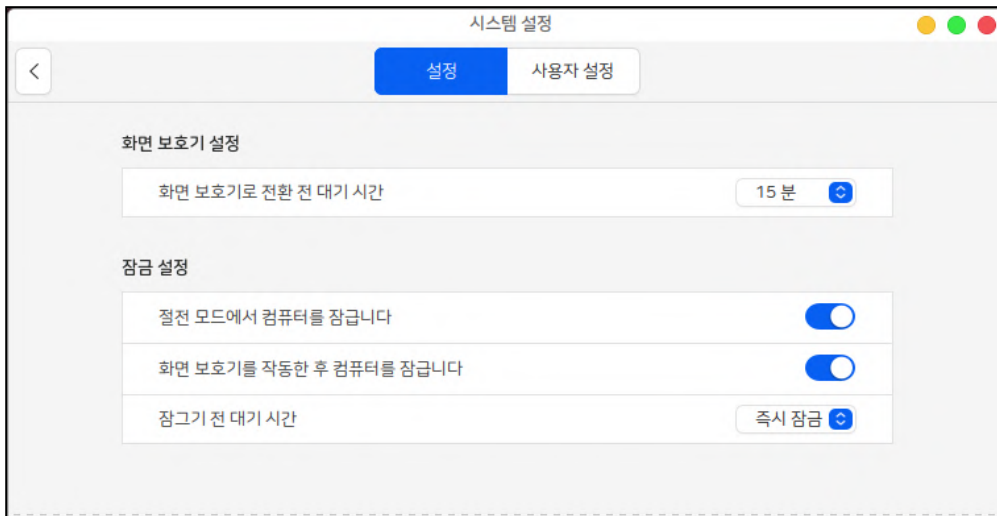 시스템 설정
설정 사용자 설정
화면 보호기 설정
화면 보호기로 전환 전 대기 시간 15 분
잠금 설정
절전 모드에서 컴퓨터를 잠급니다
화면 보호기를 작동한 후 컴퓨터를 잠급니다
잠그기 전 대기 시간 즉시 잠금